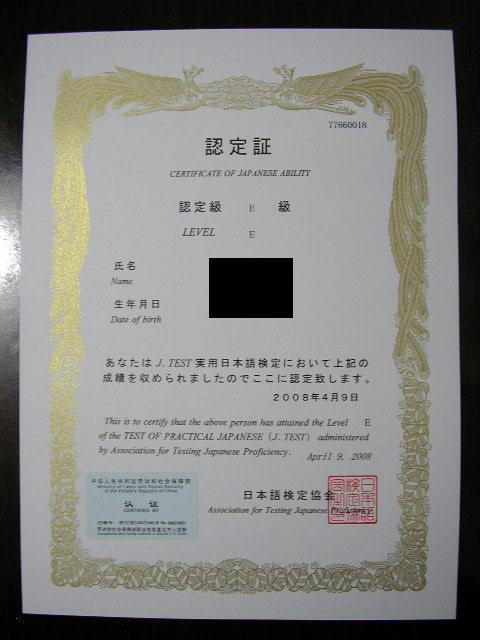 77660018
認定証
CERTIFICATE OF JAPANESE ABILITY
認定級 E 級
LEVEL E
氏名
Name
生年月日
Date of birth
あなたは J. TEST 実用日本語検定において上記の
成績を収められましたのでここに認定致します。
2008年4月9日
This is to certify that the above person has attained the Level E
of the TEST OF PRACTICAL JAPANESE (J. TEST) administered
by Association for Testing Japanese Proficiency. April 9, 2008
中华人民共和国劳动和社会保障部
Ministry of Labor and Social Security
of the People's Republic of China
认 证
CERTIFIED BY
日本語検定協会
Association for Testing Japanese Proficiency